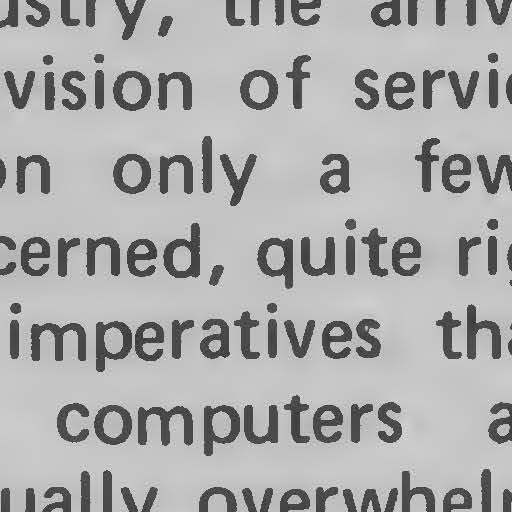 ustry, the arriv
vision of servic
on only a few
cerned, quite rig
imperatives tha
computers a
ually overwhelm